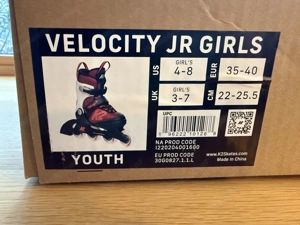 VELOCITY JR GIRLS
US
GIRL'S
4-8
EUR
35-40
UK
GIRL'S
3-7
CM
22-25.5
UPC
YOUTH
NA PROD CODE
I220204001600
EU PROD CODE
30G0827.1.1.L
www.K2Skates.com
Made in China